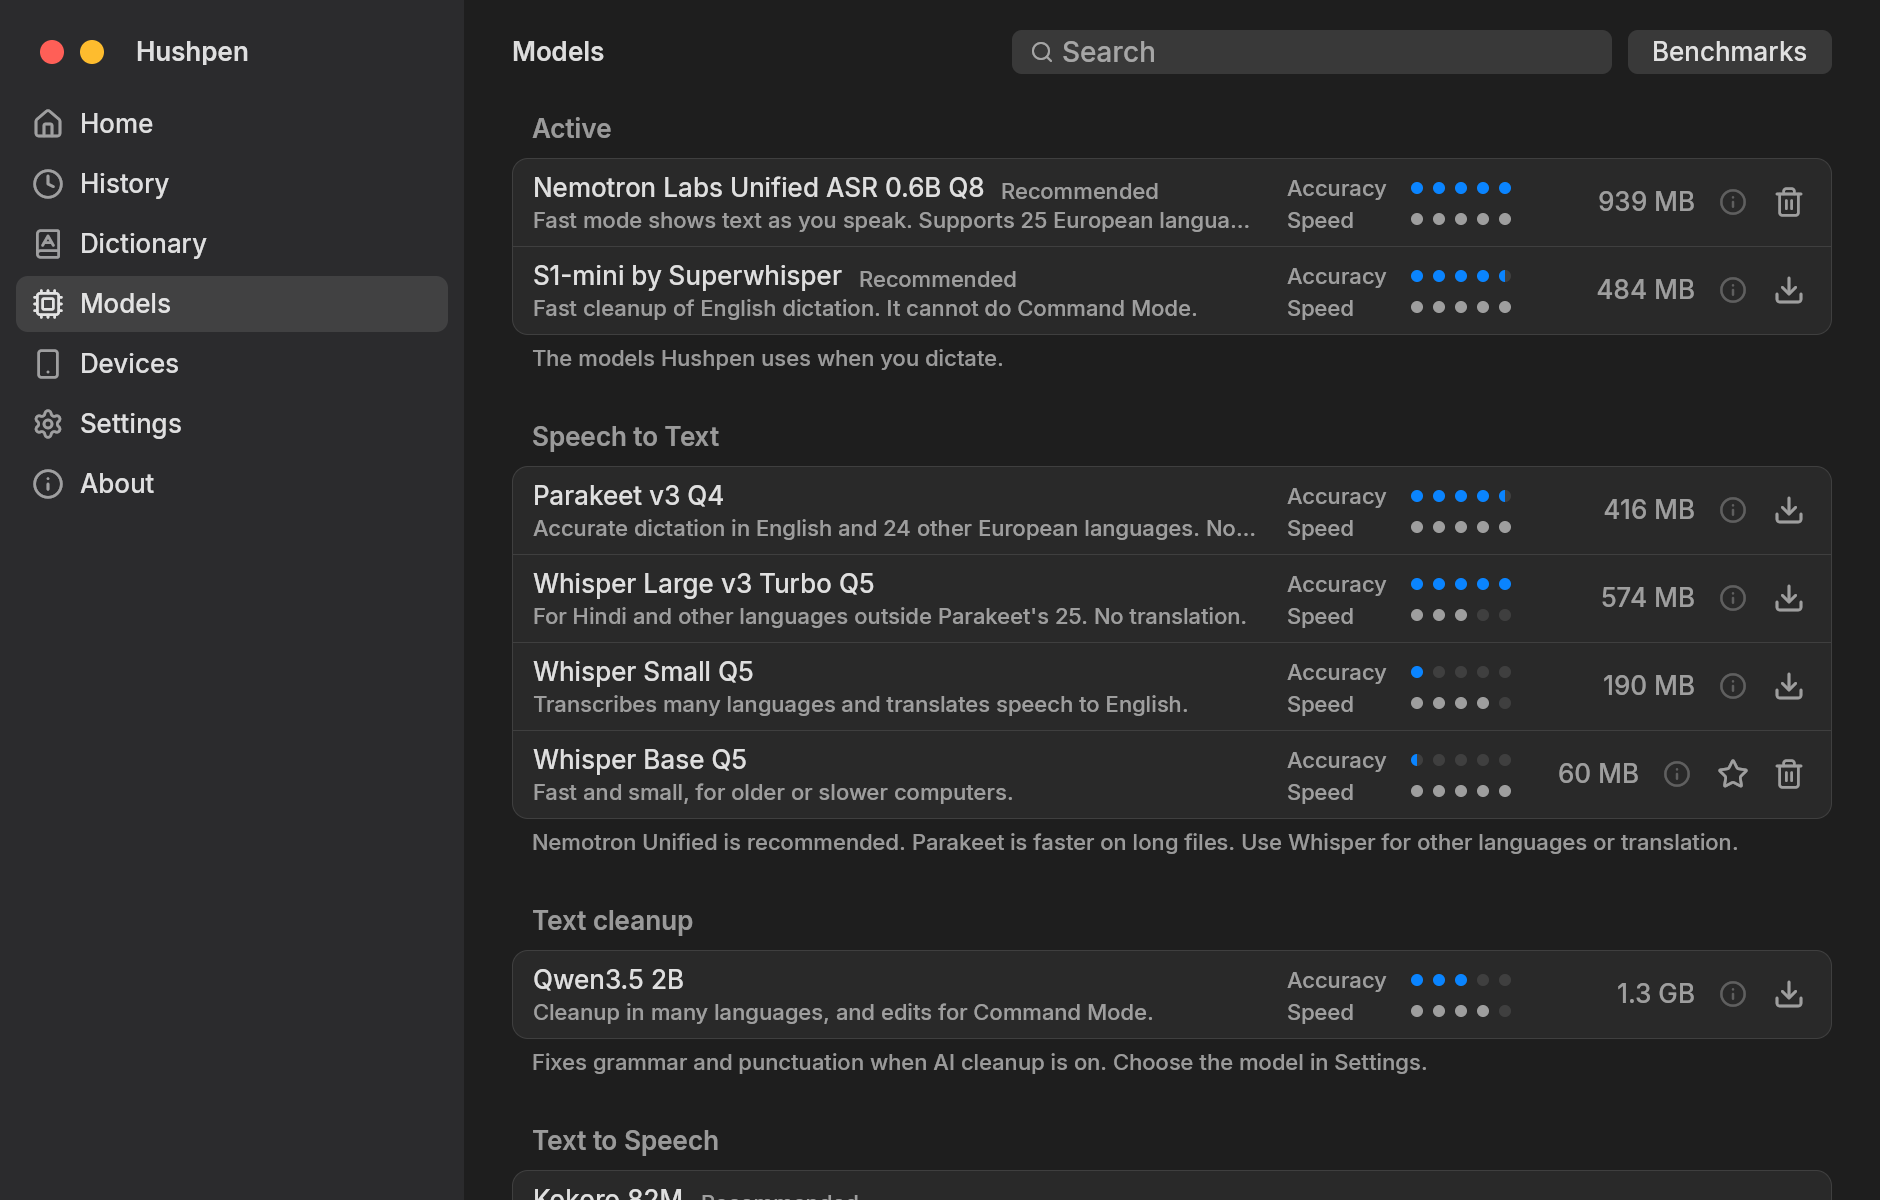 Hushpen
Home
History
Dictionary
Models
Devices
Settings
About
Models
Search
Benchmarks
Active
Nemotron Labs Unified ASR 0.6B Q8 Recommended
Fast mode shows text as you speak. Supports 25 European langua...
Accuracy
Speed
939 MB
S1-mini by Superwhisper Recommended
Fast cleanup of English dictation. It cannot do Command Mode.
Accuracy
Speed
484 MB
The models Hushpen uses when you dictate.
Speech to Text
Parakeet v3 Q4
Accurate dictation in English and 24 other European languages. No...
Accuracy
Speed
416 MB
Whisper Large v3 Turbo Q5
For Hindi and other languages outside Parakeet's 25. No translation.
Accuracy
Speed
574 MB
Whisper Small Q5
Transcribes many languages and translates speech to English.
Accuracy
Speed
190 MB
Whisper Base Q5
Fast and small, for older or slower computers.
Accuracy
Speed
60 MB
Nemotron Unified is recommended. Parakeet is faster on long files. Use Whisper for other languages or translation.
Text cleanup
Qwen3.5 2B
Cleanup in many languages, and edits for Command Mode.
Accuracy
Speed
1.3 GB
Fixes grammar and punctuation when AI cleanup is on. Choose the model in Settings.
Text to Speech
Kokoro 82M Recommended